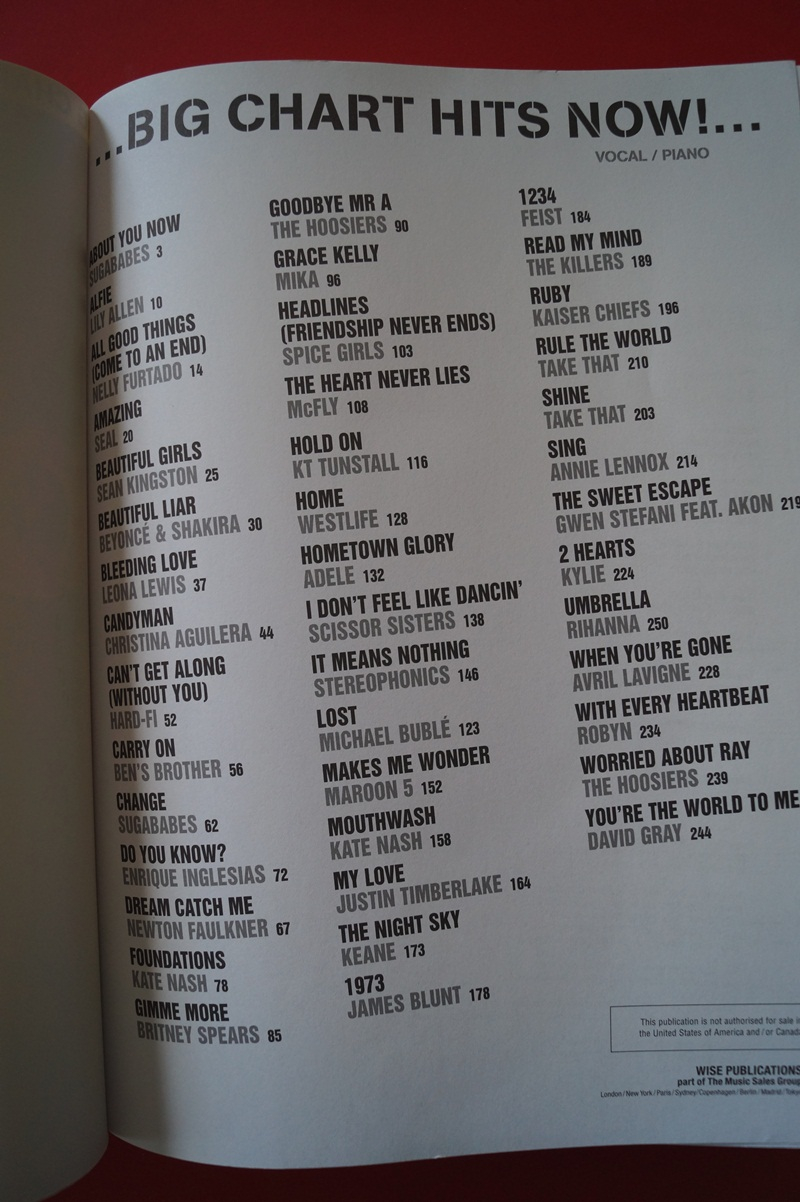 ...BIG CHART HITS NOW!...
VOCAL / PIANO
ABOUT YOU NOW
SUGABABES 3
ALFIE
LILY ALLEN 10
ALL GOOD THINGS
(COME TO AN END)
NELLY FURTADO 14
AMAZING
SEAL 20
BEAUTIFUL GIRLS
SEAN KINGSTON 25
BEAUTIFUL LIAR
BEYONCÉ & SHAKIRA 30
BLEEDING LOVE
LEONA LEWIS 37
CANDYMAN
CHRISTINA AGUILERA 44
CAN'T GET ALONG
(WITHOUT YOU)
HARD-FI 52
CARRY ON
BEN'S BROTHER 56
CHANGE
SUGABABES 62
DO YOU KNOW?
ENRIQUE INGLESIAS 72
DREAM CATCH ME
NEWTON FAULKNER 67
FOUNDATIONS
KATE NASH 78
GIMME MORE
BRITNEY SPEARS 85
GOODBYE MR A
THE HOOSIERS 90
GRACE KELLY
MIKA 96
HEADLINES
(FRIENDSHIP NEVER ENDS)
SPICE GIRLS 103
THE HEART NEVER LIES
McFLY 108
HOLD ON
KT TUNSTALL 116
HOME
WESTLIFE 128
HOMETOWN GLORY
ADELE 132
I DON'T FEEL LIKE DANCIN'
SCISSOR SISTERS 138
IT MEANS NOTHING
STEREOPHONICS 146
LOST
MICHAEL BUBLÉ 123
MAKES ME WONDER
MAROON 5 152
MOUTHWASH
KATE NASH 158
MY LOVE
JUSTIN TIMBERLAKE 164
THE NIGHT SKY
KEANE 173
1973
JAMES BLUNT 178
1234
FEIST 184
READ MY MIND
THE KILLERS 189
RUBY
KAISER CHIEFS 196
RULE THE WORLD
TAKE THAT 210
SHINE
TAKE THAT 203
SING
ANNIE LENNOX 214
THE SWEET ESCAPE
GWEN STEFANI FEAT. AKON 219
2 HEARTS
KYLIE 224
UMBRELLA
RIHANNA 250
WHEN YOU'RE GONE
AVRIL LAVIGNE 228
WITH EVERY HEARTBEAT
ROBYN 234
WORRIED ABOUT RAY
THE HOOSIERS 239
YOU'RE THE WORLD TO ME
DAVID GRAY 244
This publication is not authorised for sale
the United States of America and / or
WISE PUBLICATIONS
part of The Music Sales Group
London / New York / Paris / Sydney / Copenhagen / Berlin / Madrid /